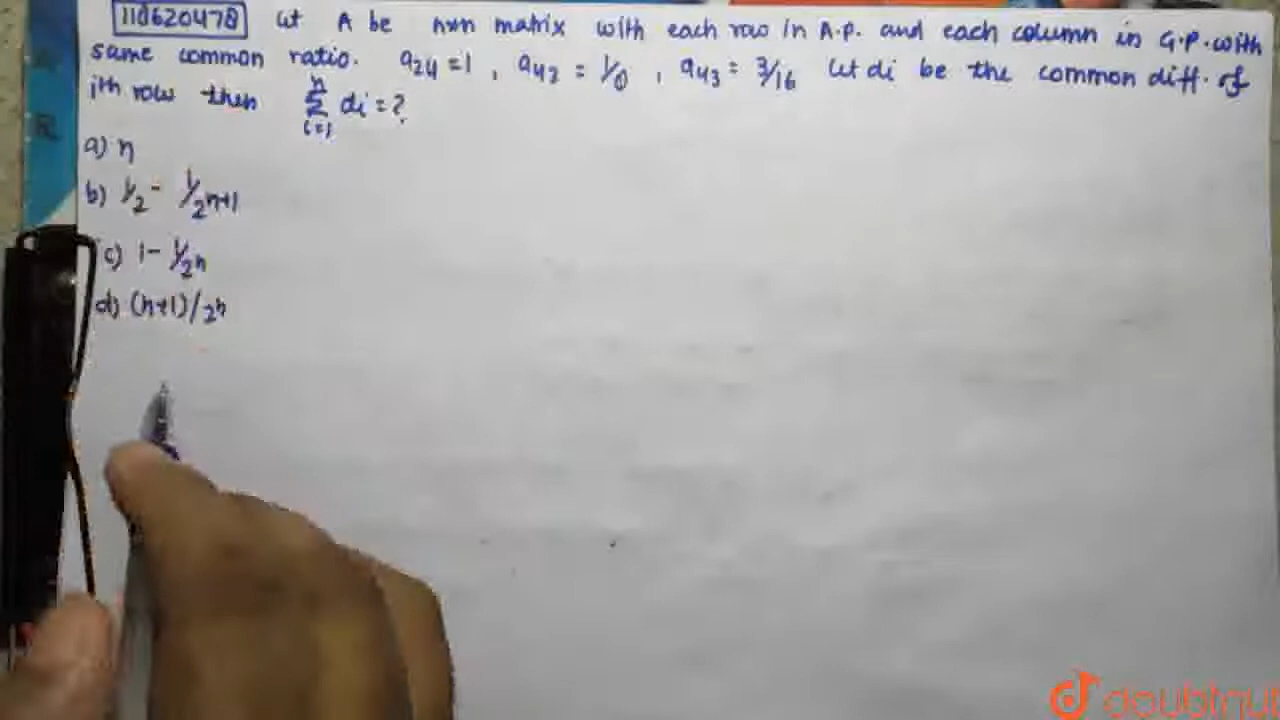 110620478 Let A be nxn matrix with each row in A.P. and each column in G.P. with
same common ratio. a24 = 1, a42 = 1/8, a43 = 3/16 Let di be the common diff. of
ith row then n Σ i=1 di = ?
a) n
b) 1/2 - 1/2n+1
c) 1 - 1/2n
d) (n+1)/2n
doubtnut